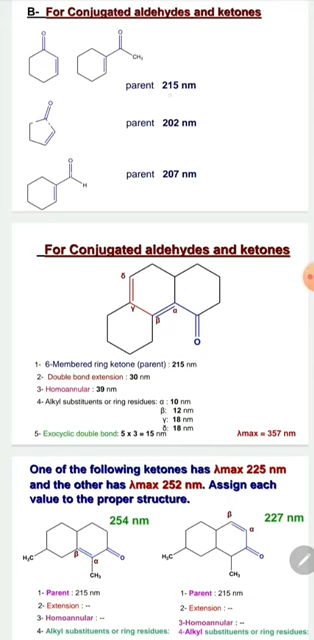 B- For Conjugated aldehydes and ketones
O
O
CH₃
parent 215 nm
O
parent 202 nm
O
H
parent 207 nm
For Conjugated aldehydes and ketones
δ
γ
β
α
O
1- 6-Membered ring ketone (parent) : 215 nm
2- Double bond extension : 30 nm
3- Homoannular : 39 nm
4- Alkyl substituents or ring residues: α : 10 nm
β: 12 nm
γ: 18 nm
δ: 18 nm
5- Exocyclic double bond: 5 x 3 = 15 nm
λmax = 357 nm
One of the following ketones has λmax 225 nm
and the other has λmax 252 nm. Assign each
value to the proper structure.
254 nm
β
α
O
H₃C
CH₃
227 nm
β
α
O
H₃C
CH₃
1- Parent : 215 nm
2- Extension : --
3- Homoannular : --
4- Alkyl substituents or ring residues:
1- Parent : 215 nm
2- Extension : --
3-Homoannular : --
4-Alkyl substituents or ring residues: